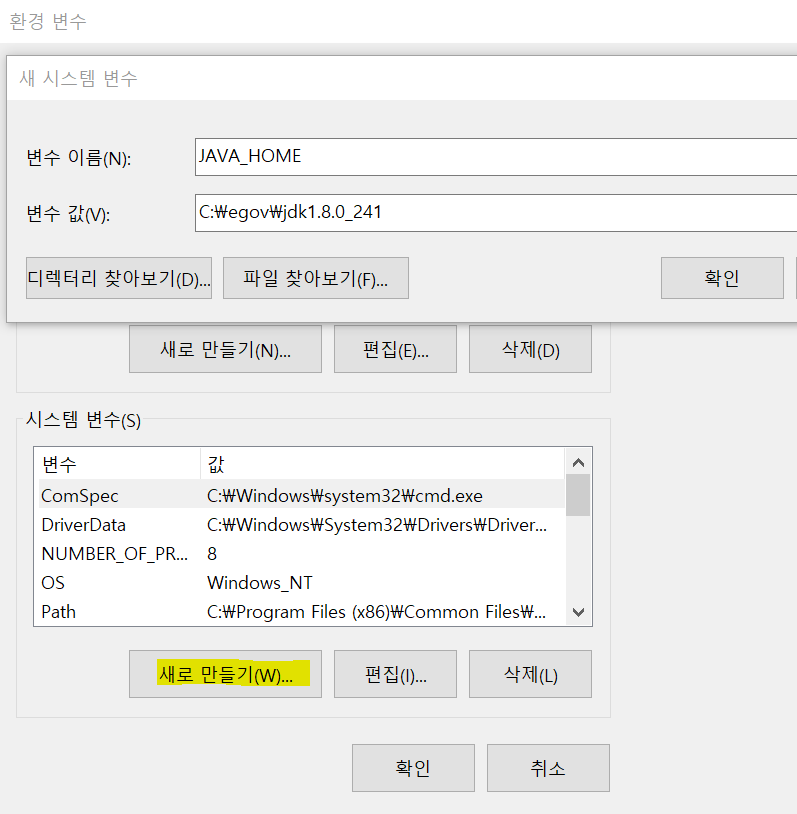 환경 변수
새 시스템 변수
변수 이름(N):
JAVA_HOME
변수 값(V):
C:₩egov₩jdk1.8.0_241
디렉터리 찾아보기(D)... 파일 찾아보기(F)... 확인
새로 만들기(N)... 편집(E)... 삭제(D)
시스템 변수(S)
변수 값
ComSpec C:₩Windows₩system32₩cmd.exe
DriverData C:₩Windows₩System32₩Drivers₩Driver...
NUMBER_OF_PR... 8
OS Windows_NT
Path C:₩Program Files (x86)₩Common Files₩...
새로 만들기(W)... 편집(I)... 삭제(L)
확인 취소